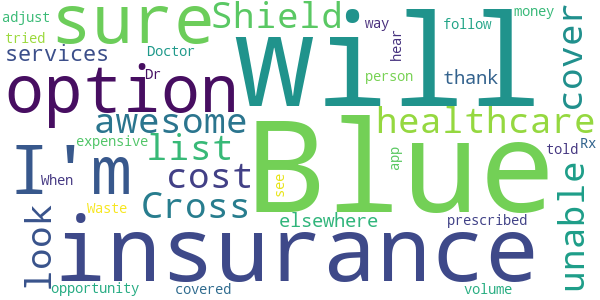 sure
Shield
way
hear
follow
money
adjust
tried
services
Doctor
Dr
option
Will
person
thank
cover
awesome
healthcare
expensive
list
Blue
app
told
Rx
I'm
When
cost
see
unable
Waste
Cross
elsewhere
prescribed
look
insurance
opportunity
covered
volume